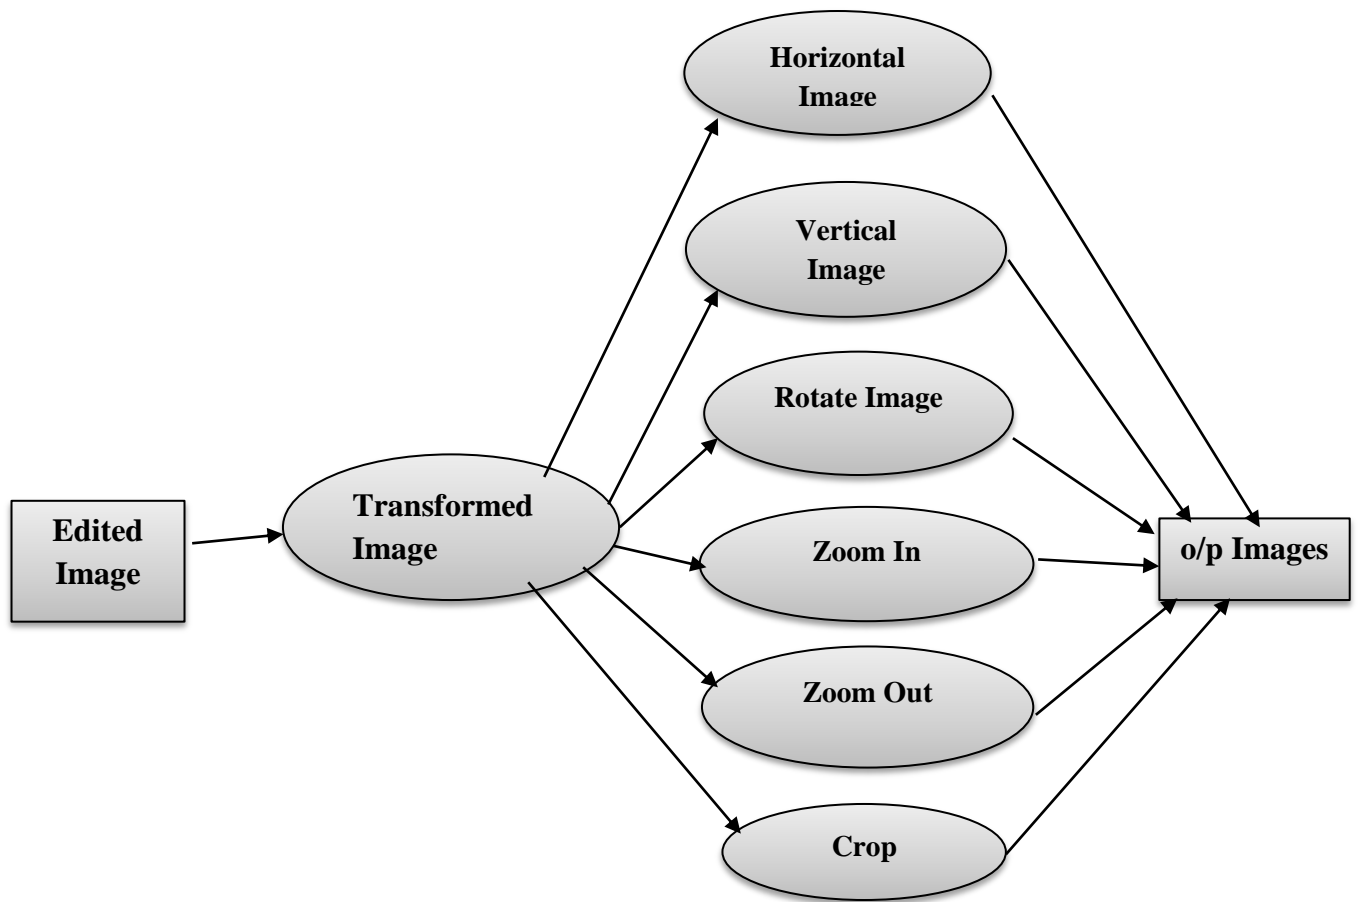 Horizontal
Image
Vertical
Image
Rotate Image
Transformed
Image
Edited
Image
Zoom In
o/p Images
Zoom Out
Crop